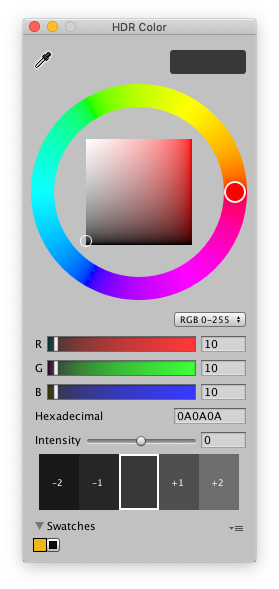 HDR Color
RGB 0-255
R 10
G 10
B 10
Hexadecimal 0A0A0A
Intensity 0
-2 -1 +1 +2
Swatches